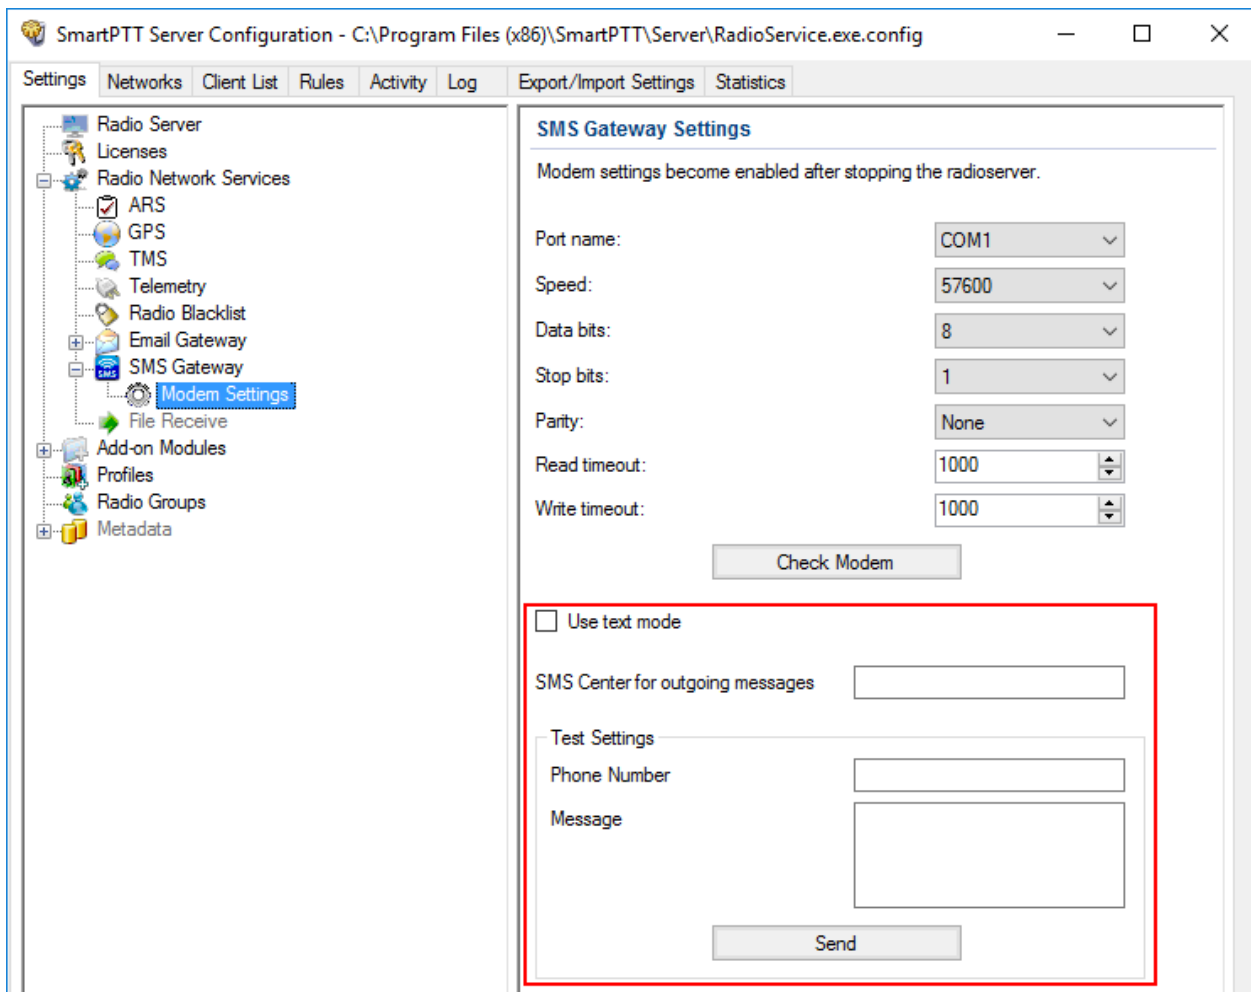 SmartPTT Server Configuration - C:\Program Files (x86)\SmartPTT\Server\RadioService.exe.config
Settings Networks Client List Rules Activity Log Export/Import Settings Statistics
Radio Server
Licenses
Radio Network Services
ARS
GPS
TMS
Telemetry
Radio Blacklist
Email Gateway
SMS Gateway
Modem Settings
File Receive
Add-on Modules
Profiles
Radio Groups
Metadata
SMS Gateway Settings
Modem settings become enabled after stopping the radioserver.
Port name: COM1
Speed: 57600
Data bits: 8
Stop bits: 1
Parity: None
Read timeout: 1000
Write timeout: 1000
Check Modem
Use text mode
SMS Center for outgoing messages
Test Settings
Phone Number
Message
Send